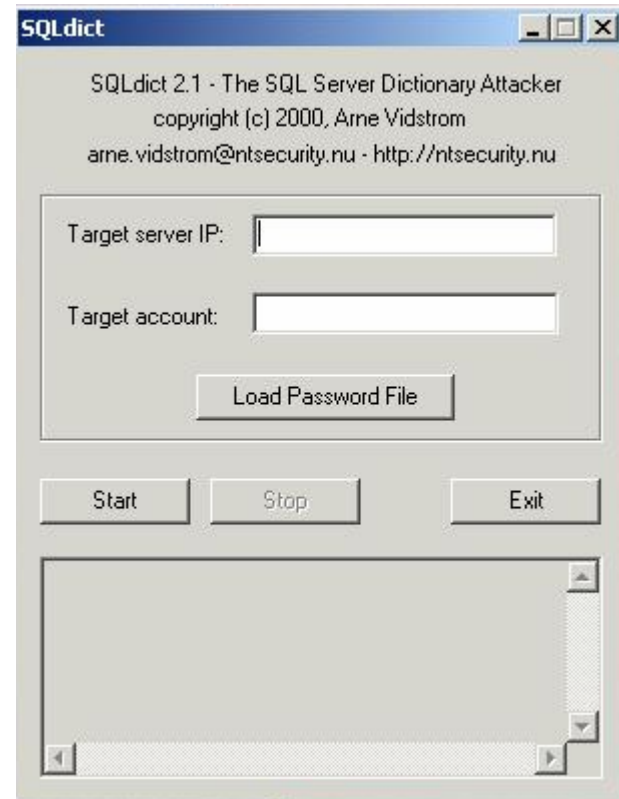 SQLdict
SQLdict 2.1 - The SQL Server Dictionary Attacker
copyright (c) 2000, Arne Vidstrom
arne.vidstrom@ntsecurity.nu - http://ntsecurity.nu
Target server IP:
Target account:
Load Password File
Start Stop Exit